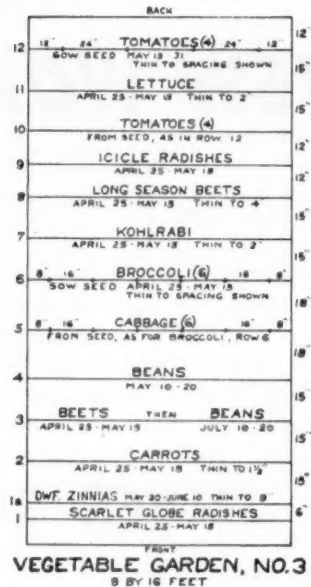 BACK
12"
12" 24" TOMATOES (4) 24" 12"
12 SOW SEED MAY 15-31
THIN TO SPACING SHOWN
15"
LETTUCE
11 APRIL 25-MAY 15 THIN TO 2"
15"
TOMATOES (4)
10 FROM SEED, AS IN ROW 12
12"
ICICLE RADISHES
9 APRIL 25-MAY 15
12"
LONG SEASON BEETS
8 APRIL 25-MAY 15 THIN TO 4"
15"
KOHLRABI
7 APRIL 25-MAY 15 THIN TO 2"
15"
8" 16" BROCCOLI (6) 16" 8"
6 SOW SEED APRIL 25-MAY 15
THIN TO SPACING SHOWN
18"
8" 16" CABBAGE (6) 16" 8"
5 FROM SEED, AS FOR BROCCOLI, ROW 6
18"
BEANS
4 MAY 10-20
15"
BEETS THEN BEANS
3 APRIL 25-MAY 15 JULY 10-20
15"
CARROTS
2 APRIL 25-MAY 15 THIN TO 1½"
15"
1a DWF. ZINNIAS MAY 20-JUNE 10 THIN TO 9"
SCARLET GLOBE RADISHES 6"
1 APRIL 25-MAY 15
FRONT
VEGETABLE GARDEN, NO.3
8 BY 16 FEET